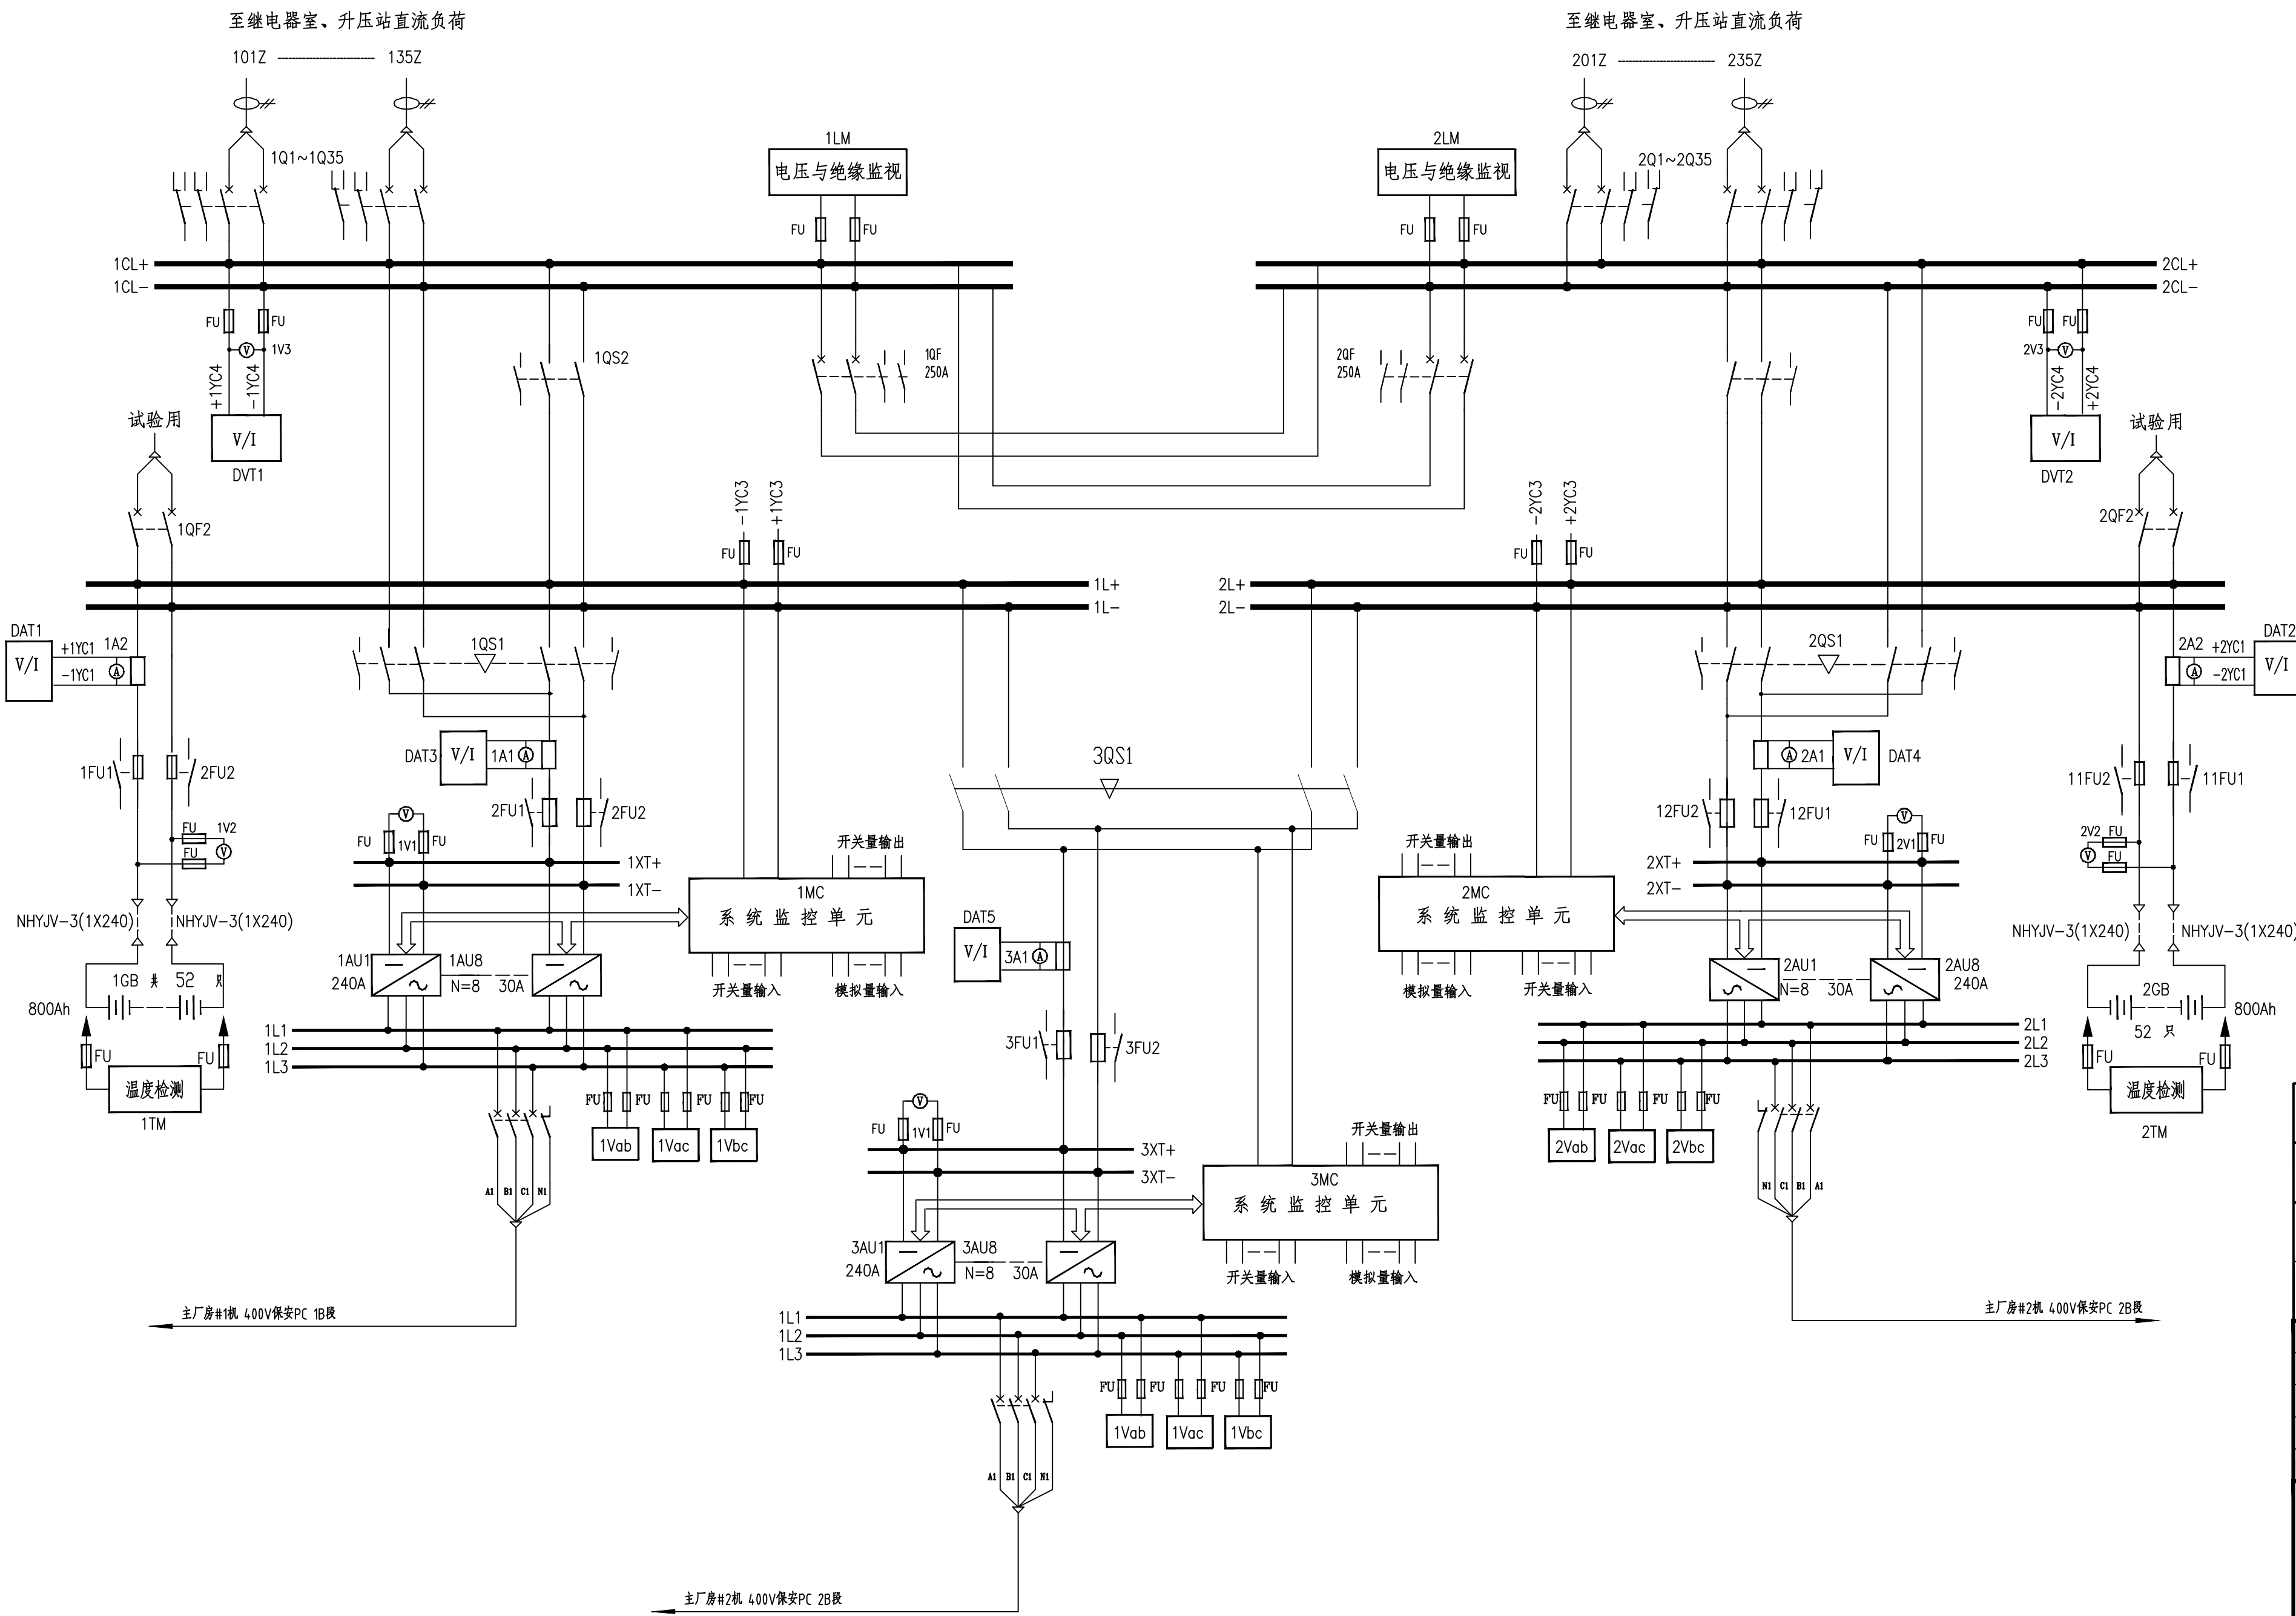 至继电器室、升压站直流负荷
至继电器室、升压站直流负荷
101Z
135Z
201Z
235Z
1Q1~1Q35
1LM
电压与绝缘监视
FU
FU
2LM
电压与绝缘监视
FU
FU
2Q1~2Q35
1CL+
1CL-
2CL+
2CL-
FU
FU
1V3
V
+1YC4
-1YC4
V/I
DVT1
1QS2
1QF
250A
2QF
250A
FU
FU
2V3
V
-2YC4
+2YC4
V/I
DVT2
试验用
1QF2
试验用
2QF2
-1YC3
+1YC3
FU
FU
-2YC3
+2YC3
FU
FU
1L+
1L-
2L+
2L-
DAT1
V/I
+1YC1
-1YC1
1A2
A
1QS1
2QS1
2A2
A
+2YC1
-2YC1
DAT2
V/I
DAT3
V/I
1A1
A
3QS1
A
2A1
V/I
DAT4
1FU1
2FU2
2FU1
2FU2
12FU2
12FU1
11FU2
11FU1
FU
1V2
FU
V
V
FU
1V1
FU
1XT+
1XT-
开关量输出
1MC
系统监控单元
开关量输入
模拟量输入
开关量输出
2MC
系统监控单元
模拟量输入
开关量输入
V
FU
2V1
FU
2XT+
2XT-
2V2
FU
V
FU
NHYJV-3(1X240)
NHYJV-3(1X240)
NHYJV-3(1X240)
NHYJV-3(1X240)
1GB
52
800Ah
FU
FU
温度检测
1TM
1AU1
240A
1AU8
N=8
30A
DAT5
V/I
3A1
A
2AU1
N=8
30A
2AU8
240A
2GB
52 只
800Ah
FU
FU
温度检测
2TM
1L1
1L2
1L3
2L1
2L2
2L3
FU
FU
FU
FU
1Vab
1Vac
1Vbc
A1
B1
C1
N1
3FU1
3FU2
FU
FU
FU
FU
2Vab
2Vac
2Vbc
N1
C1
B1
A1
V
FU
1V1
FU
3XT+
3XT-
开关量输出
3MC
系统监控单元
开关量输入
模拟量输入
3AU1
240A
3AU8
N=8
30A
主厂房#1机 400V保安PC 1B段
主厂房#2机 400V保安PC 2B段
1L1
1L2
1L3
FU
FU
FU
FU
1Vab
1Vac
1Vbc
A1
B1
C1
N1
主厂房#2机 400V保安PC 2B段